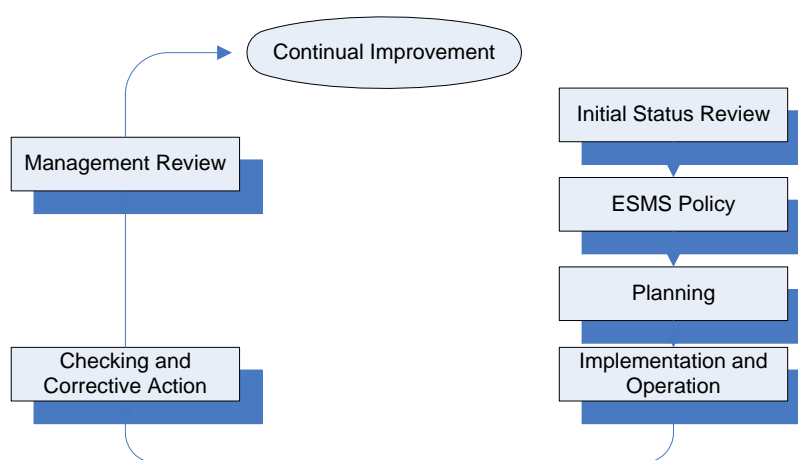 Continual Improvement
Initial Status Review
Management Review
ESMS Policy
Planning
Checking and
Corrective Action
Implementation and
Operation